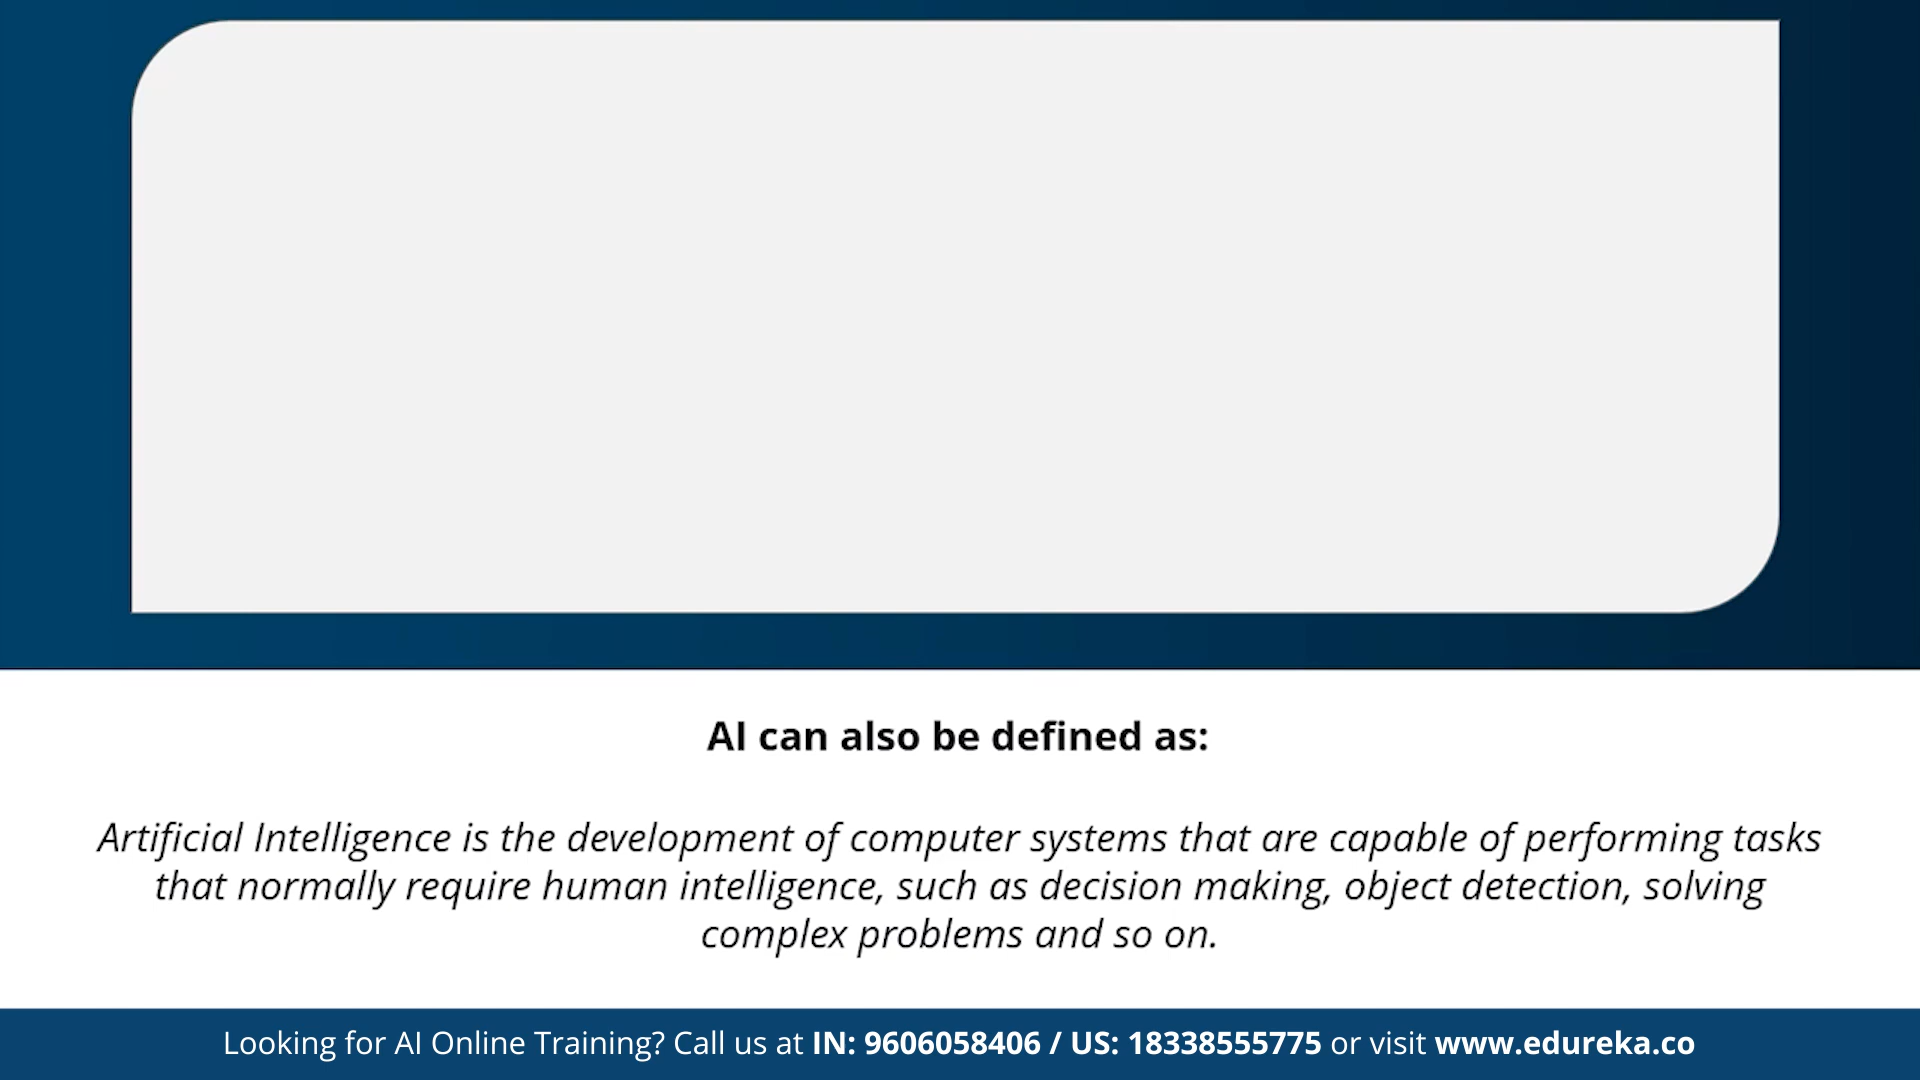 AI can also be defined as:
Artificial Intelligence is the development of computer systems that are capable of performing tasks
that normally require human intelligence, such as decision making, object detection, solving
complex problems and so on.
Looking for AI Online Training? Call us at IN: 9606058406 / US: 18338555775 or visit www.edureka.co